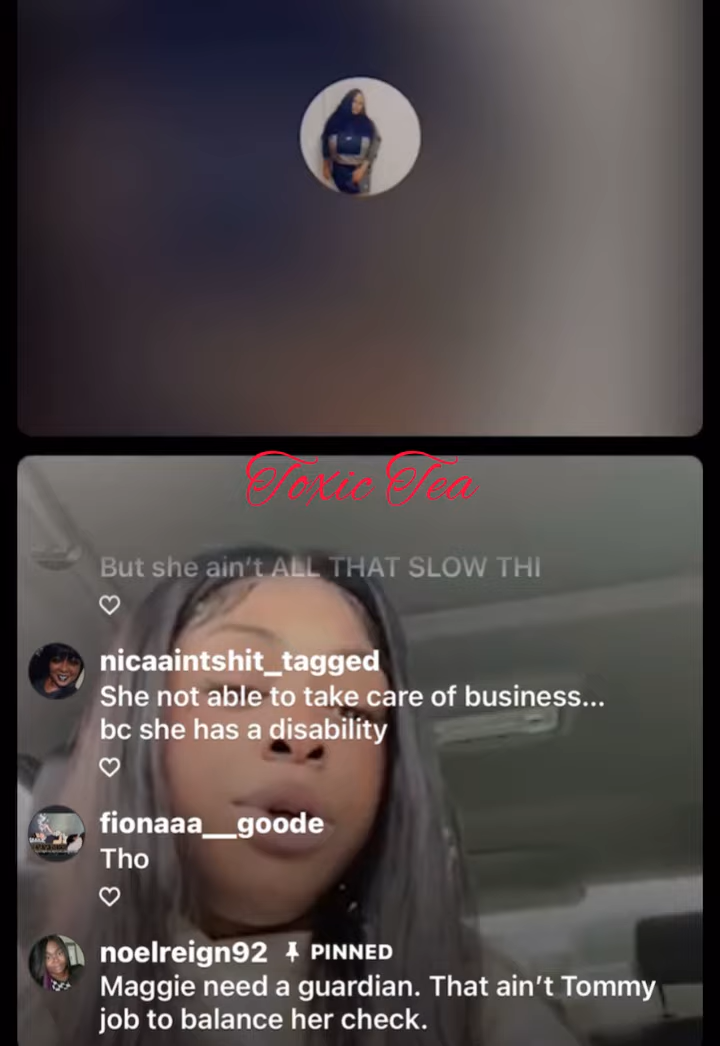 Toxic Tea
But she ain't ALL THAT SLOW THI
nicaaintshit_tagged
She not able to take care of business...
bc she has a disability
fionaaa__goode
Tho
noelreign92 PINNED
Maggie need a guardian. That ain't Tommy
job to balance her check.